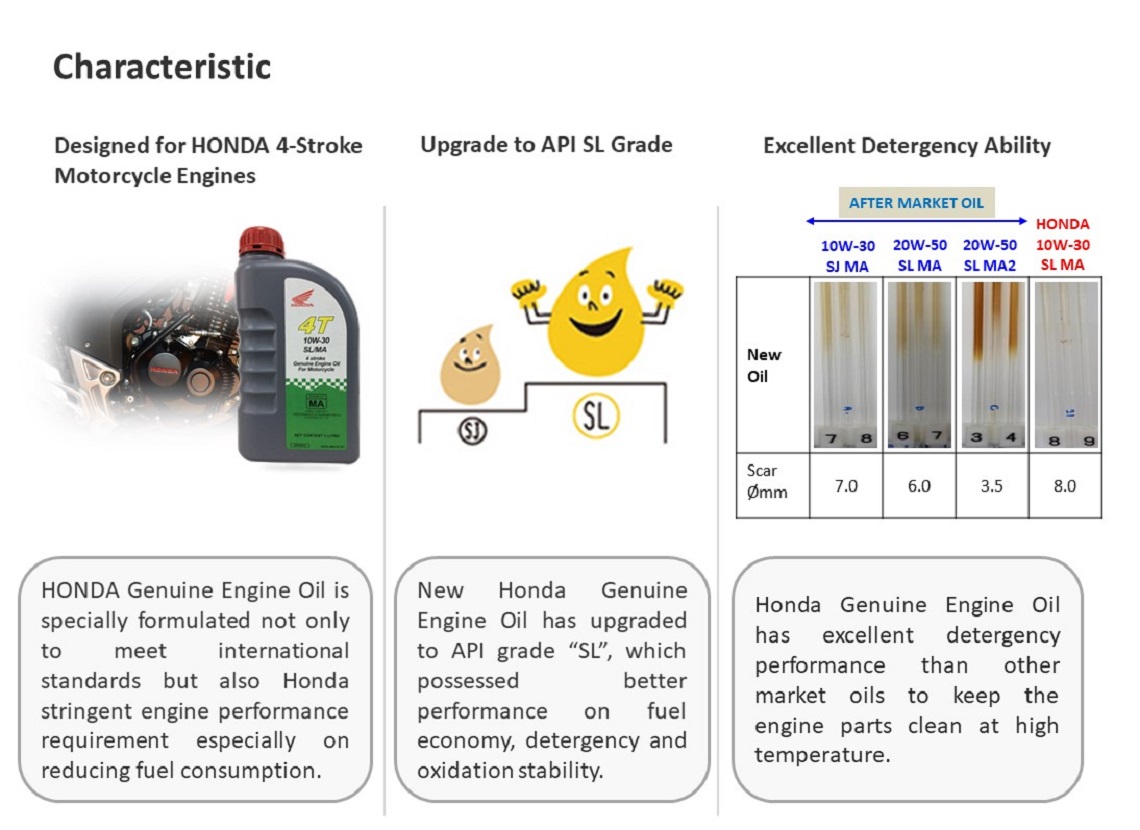 Characteristic
Designed for HONDA 4-Stroke
Motorcycle Engines
HONDA
HONDA
4T
10W-30
SL/MA
4 stroke
Genuine Engine Oil
For Motorcycle
MA
HONDA Genuine Engine Oil is
specially formulated not only
to meet international
standards but also Honda
stringent engine performance
requirement especially on
reducing fuel consumption.
Upgrade to API SL Grade
SJ
SL
New Honda Genuine
Engine Oil has upgraded
to API grade “SL”, which
possessed better
performance on fuel
economy, detergency and
oxidation stability.
Excellent Detergency Ability
AFTER MARKET OIL
10W-30
SJ MA
20W-50
SL MA
20W-50
SL MA2
HONDA
10W-30
SL MA
New
Oil
7 8
6 7
C
3 4
8 9
Scar
Ømm
7.0 6.0 3.5 8.0
Honda Genuine Engine Oil
has excellent detergency
performance than other
market oils to keep the
engine parts clean at high
temperature.